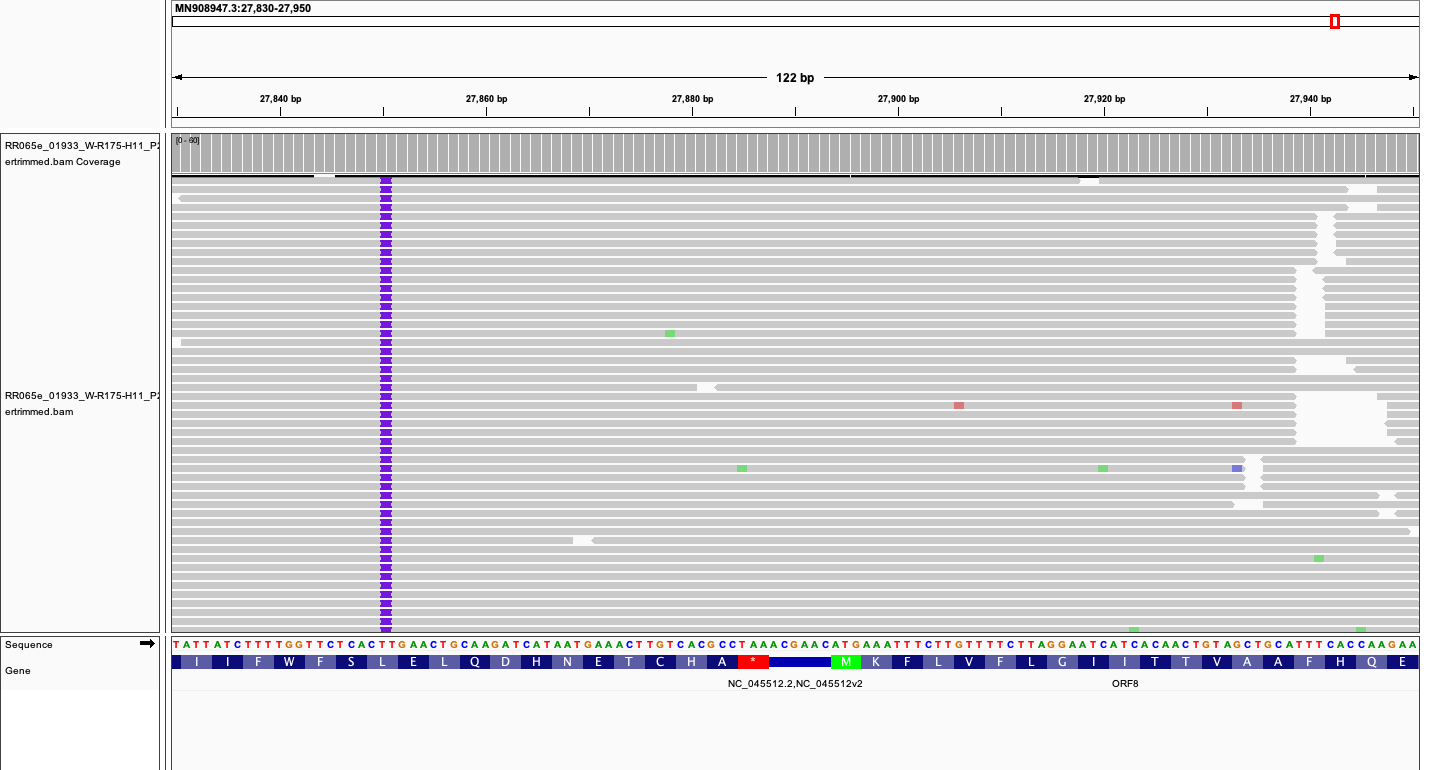 MN908947.3:27,830-27,950
122 bp
27,840 bp 27,860 bp 27,880 bp 27,900 bp 27,920 bp 27,940 bp
RR065e_01933_W-R175-H11_P2
ertrimmed.bam Coverage
[0 - 60]
RR065e_01933_W-R175-H11_P2
ertrimmed.bam
Sequence
TATTATCTTTTGGTTCTCACTTGAACTGCAAGATCATAATGAAACTTGTCACGCCTAAACGAACATGAAATTTCTTGTTTTCTTAGGAATCATCACAACTGTAGCTGCATTTCACCAAGAA
Gene
I I F W F S L E L Q D H N E T C H A * M K F L V F L G I I T T V A A F H Q E
NC_045512.2,NC_045512v2 ORF8